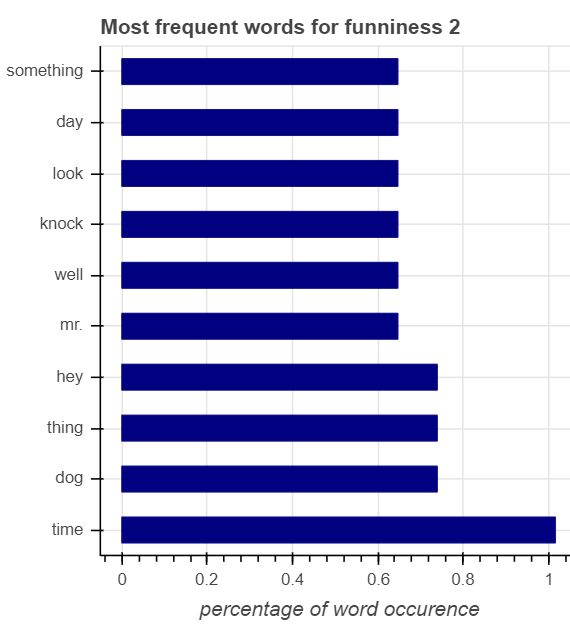 Most frequent words for funniness 2
something
day
look
knock
well
mr.
hey
thing
dog
time
0 0.2 0.4 0.6 0.8 1
percentage of word occurence